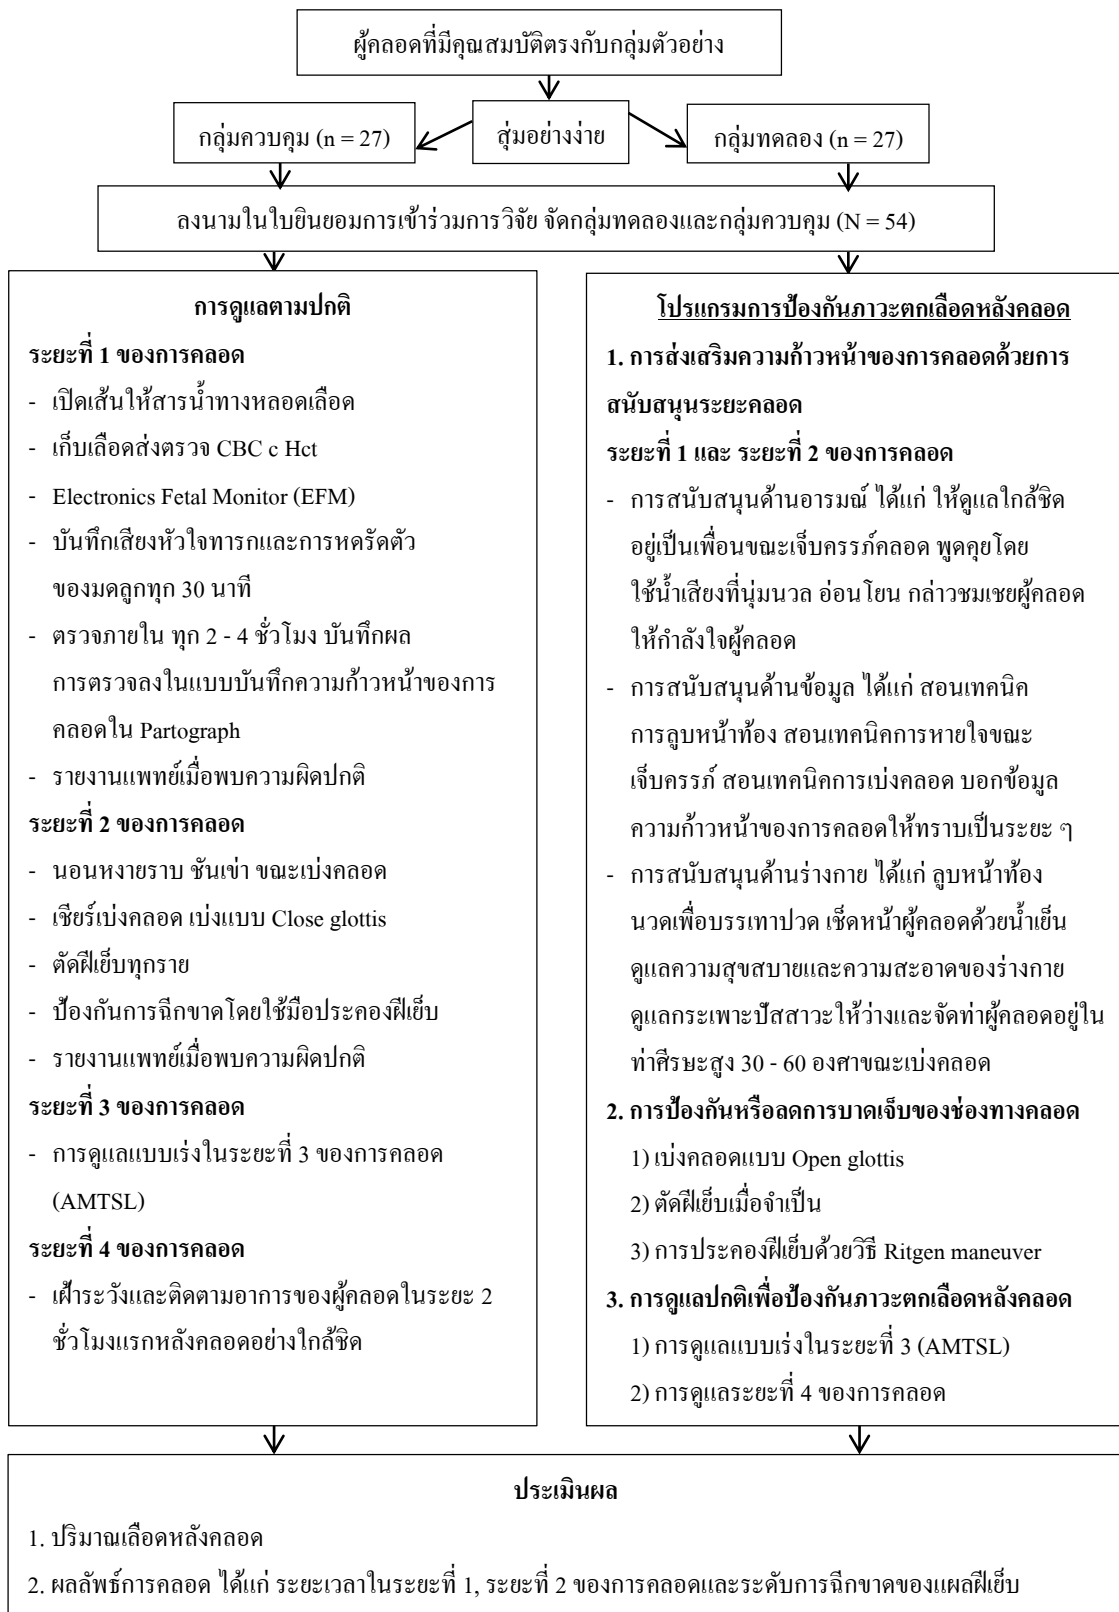 ผู้คลอดที่มีคุณสมบัติตรงกับกลุ่มตัวอย่าง
กลุ่มควบคุม (n = 27)
สุ่มอย่างง่าย
กลุ่มทดลอง (n = 27)
ลงนามในใบยินยอมการเข้าร่วมการวิจัย จัดกลุ่มทดลองและกลุ่มควบคุม (N = 54)
การดูแลตามปกติ
ระยะที่ 1 ของการคลอด
- เปิดเส้นให้สารน้ำทางหลอดเลือด
- เก็บเลือดส่งตรวจ CBC c Hct
- Electronics Fetal Monitor (EFM)
- บันทึกเสียงหัวใจทารกและการหดรัดตัว
ของมดลูกทุก 30 นาที
- ตรวจภายใน ทุก 2 - 4 ชั่วโมง บันทึกผล
การตรวจลงในแบบบันทึกความก้าวหน้าของการ
คลอดใน Partograph
- รายงานแพทย์เมื่อพบความผิดปกติ
ระยะที่ 2 ของการคลอด
- นอนหงายราบ ชันเข่า ขณะเบ่งคลอด
- เชียร์เบ่งคลอด เบ่งแบบ Close glottis
- ตัดฝีเย็บทุกราย
- ป้องกันการฉีกขาดโดยใช้มือประคองฝีเย็บ
- รายงานแพทย์เมื่อพบความผิดปกติ
ระยะที่ 3 ของการคลอด
- การดูแลแบบเร่งในระยะที่ 3 ของการคลอด
(AMTSL)
ระยะที่ 4 ของการคลอด
- เฝ้าระวังและติดตามอาการของผู้คลอดในระยะ 2
ชั่วโมงแรกหลังคลอดอย่างใกล้ชิด
โปรแกรมการป้องกันภาวะตกเลือดหลังคลอด
1. การส่งเสริมความก้าวหน้าของการคลอดด้วยการ
สนับสนุนระยะคลอด
ระยะที่ 1 และ ระยะที่ 2 ของการคลอด
- การสนับสนุนด้านอารมณ์ ได้แก่ ให้ดูแลใกล้ชิด
อยู่เป็นเพื่อนขณะเจ็บครรภ์คลอด พูดคุยโดย
ใช้น้ำเสียงที่นุ่มนวล อ่อนโยน กล่าวชมเชยผู้คลอด
ให้กำลังใจผู้คลอด
- การสนับสนุนด้านข้อมูล ได้แก่ สอนเทคนิค
การลูบหน้าท้อง สอนเทคนิคการหายใจขณะ
เจ็บครรภ์ สอนเทคนิคการเบ่งคลอด บอกข้อมูล
ความก้าวหน้าของการคลอดให้ทราบเป็นระยะ ๆ
- การสนับสนุนด้านร่างกาย ได้แก่ ลูบหน้าท้อง
นวดเพื่อบรรเทาปวด เช็ดหน้าผู้คลอดด้วยน้ำเย็น
ดูแลความสุขสบายและความสะอาดของร่างกาย
ดูแลกระเพาะปัสสาวะให้ว่างและจัดท่าผู้คลอดอยู่ใน
ท่าศีรษะสูง 30 - 60 องศาขณะเบ่งคลอด
2. การป้องกันหรือลดการบาดเจ็บของช่องทางคลอด
1) เบ่งคลอดแบบ Open glottis
2) ตัดฝีเย็บเมื่อจำเป็น
3) การประคองฝีเย็บด้วยวิธี Ritgen maneuver
3. การดูแลปกติเพื่อป้องกันภาวะตกเลือดหลังคลอด
1) การดูแลแบบเร่งในระยะที่ 3 (AMTSL)
2) การดูแลระยะที่ 4 ของการคลอด
ประเมินผล
1. ปริมาณเลือดหลังคลอด
2. ผลลัพธ์การคลอด ได้แก่ ระยะเวลาในระยะที่ 1, ระยะที่ 2 ของการคลอดและระดับการฉีกขาดของแผลฝีเย็บ